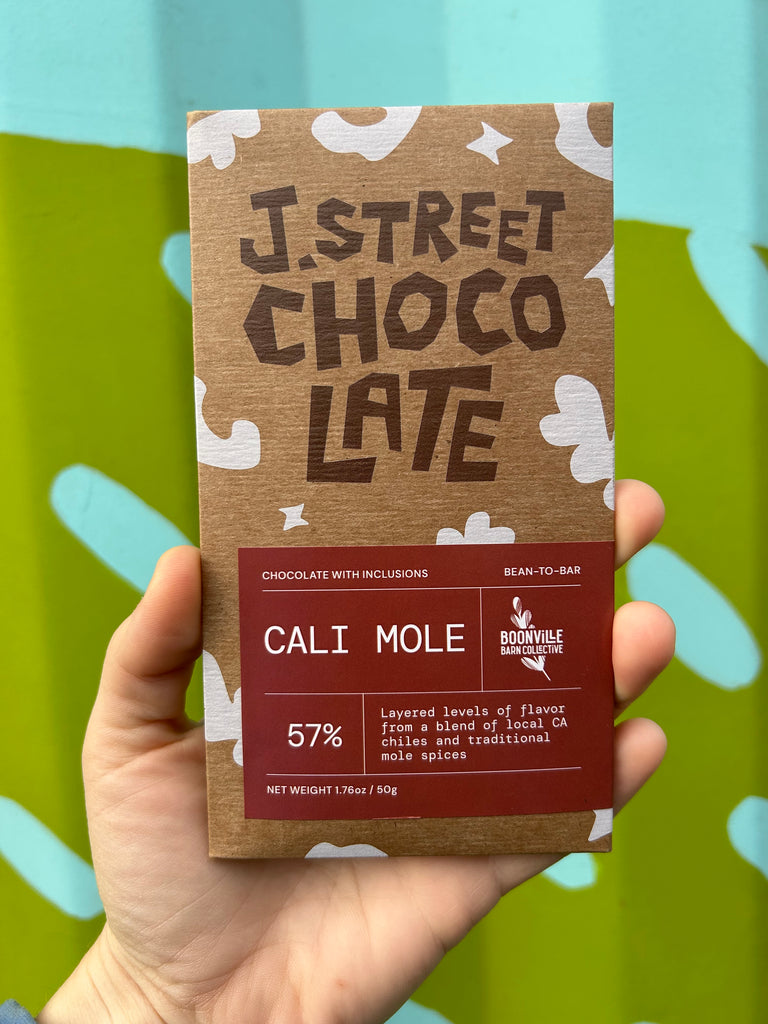 J.STREET
CHOCO
LATE
CHOCOLATE WITH INCLUSIONS
BEAN-TO-BAR
CALI MOLE
BOONVILLE
BARN COLLECTIVE
57%
Layered levels of flavor
from a blend of local CA
chiles and traditional
mole spices
NET WEIGHT 1.76oz / 50g